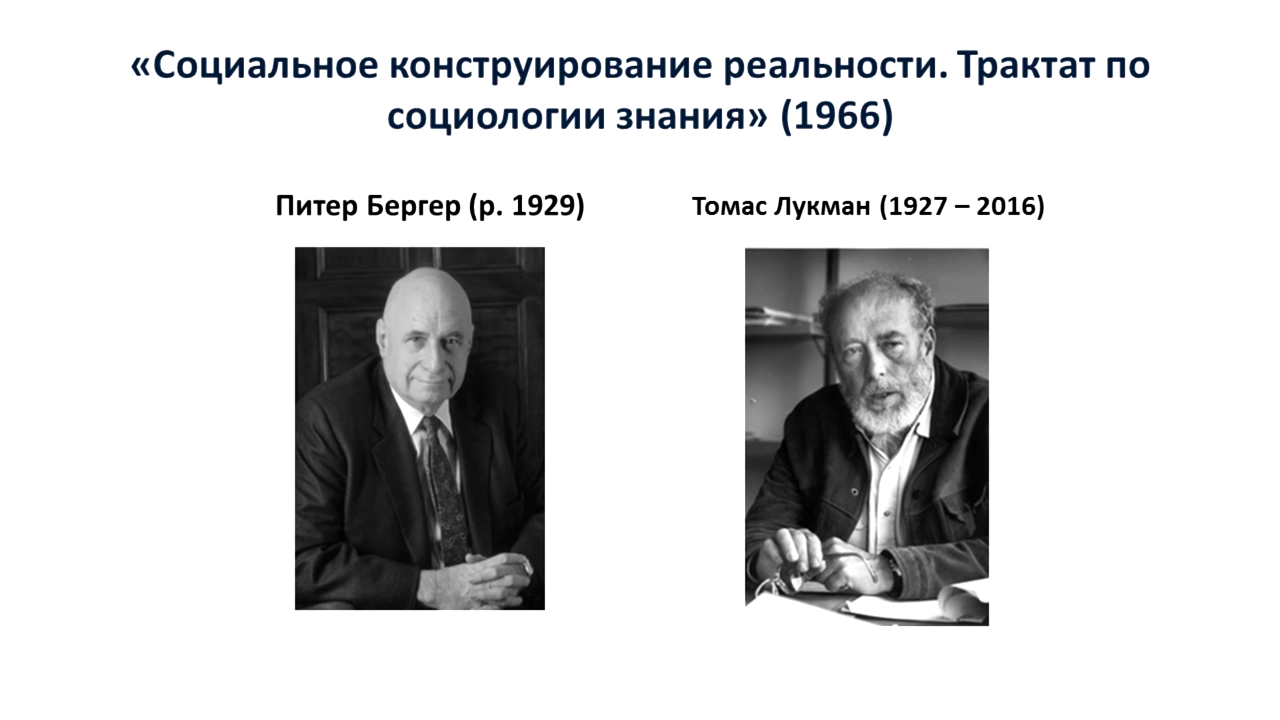 «Социальное конструирование реальности. Трактат по
социологии знания» (1966)
Питер Бергер (р. 1929)
Томас Лукман (1927 – 2016)